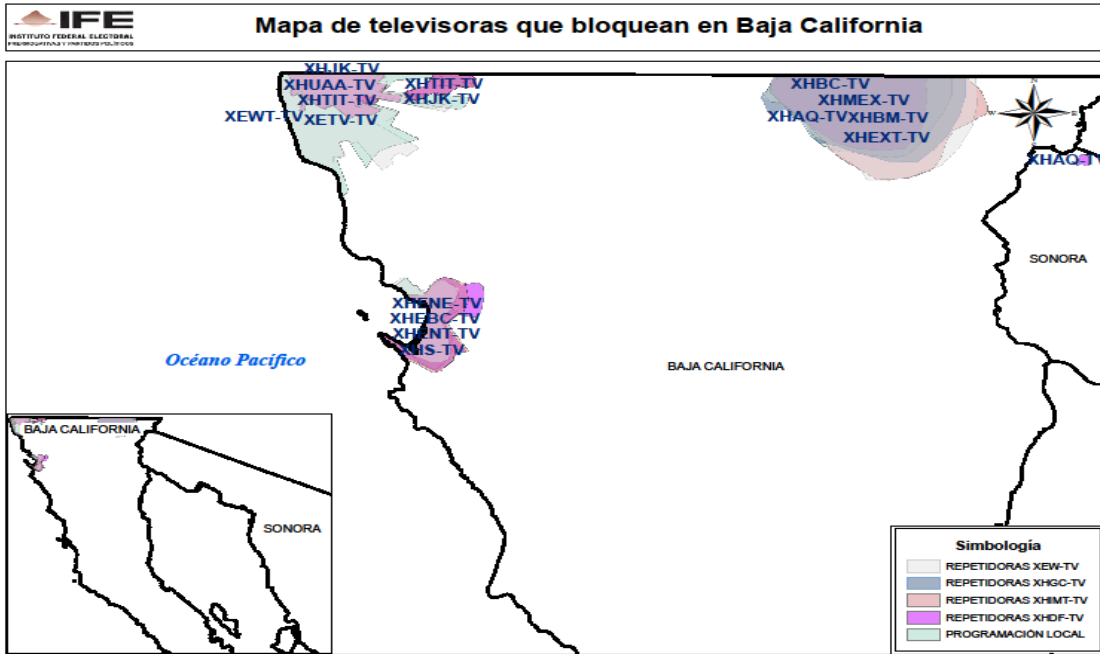 IFE
INSTITUTO FEDERAL ELECTORAL
PRERROGATIVAS Y PARTIDOS POLÍTICOS
Mapa de televisoras que bloquean en Baja California
XHJK-TV
XHUAA-TV
XHTIT-TV
XEWT-TV
XETV-TV
XHTIT-TV
XHJK-TV
XHBC-TV
XHMEX-TV
XHAQ-TV
XHBM-TV
XHEXT-TV
N
W
E
XHAQ-TV
SONORA
XHENE-TV
XHEBC-TV
XHENT-TV
XHS-TV
Océano Pacífico
BAJA CALIFORNIA
BAJA CALIFORNIA
SONORA
Simbología
REPETIDORAS XEW-TV
REPETIDORAS XHGC-TV
REPETIDORAS XHIMT-TV
REPETIDORAS XHDF-TV
PROGRAMACIÓN LOCAL